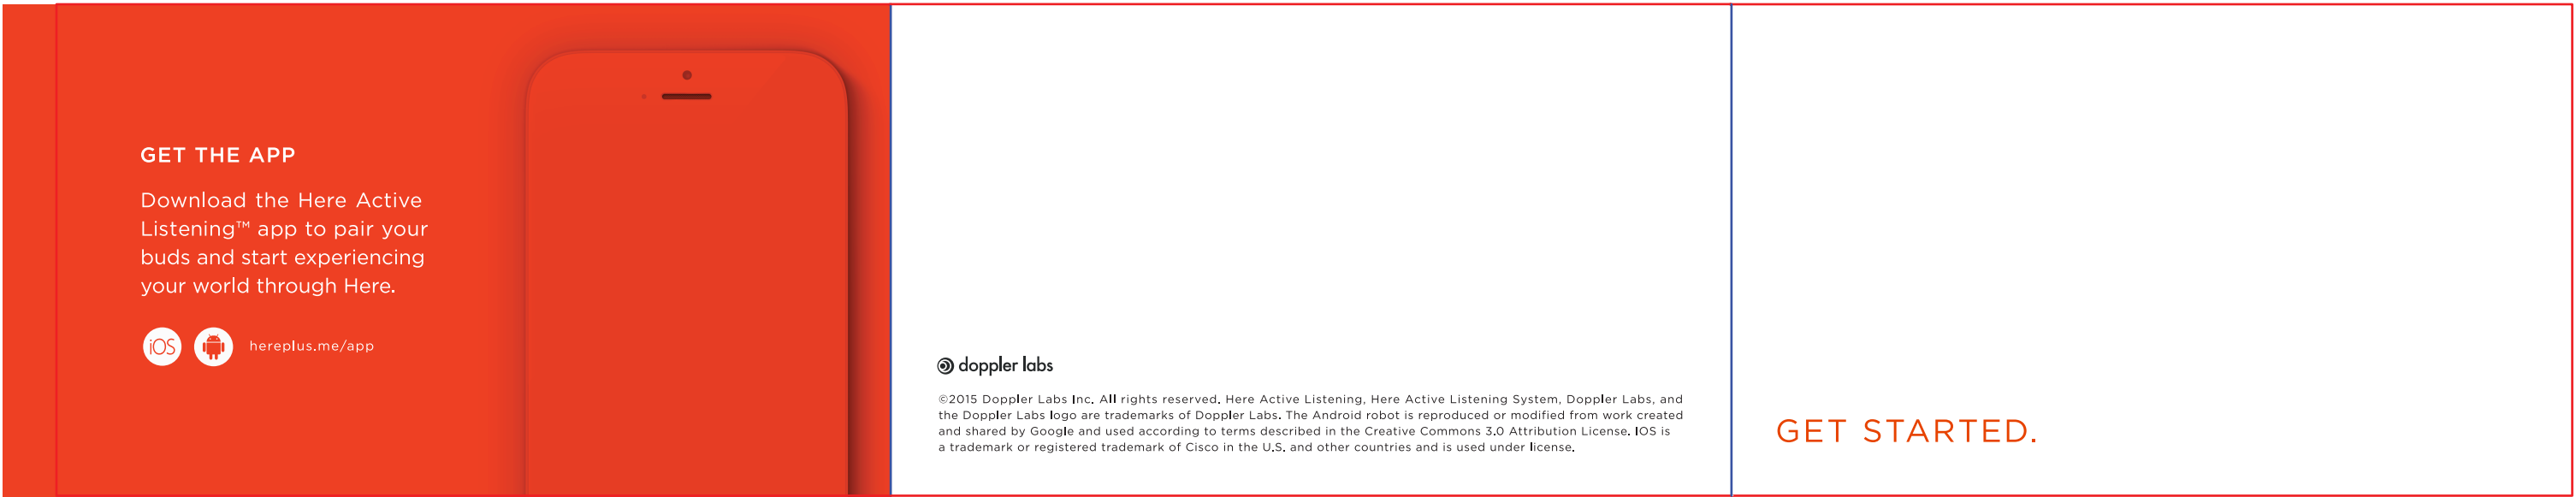 GET THE APP
Download the Here Active
Listening™ app to pair your
buds and start experiencing
your world through Here.
iOS
hereplus.me/app
doppler labs
©2015 Doppler Labs Inc. All rights reserved. Here Active Listening, Here Active Listening System, Doppler Labs, and
the Doppler Labs logo are trademarks of Doppler Labs. The Android robot is reproduced or modified from work created
and shared by Google and used according to terms described in the Creative Commons 3.0 Attribution License. IOS is
a trademark or registered trademark of Cisco in the U.S. and other countries and is used under license.
GET STARTED.